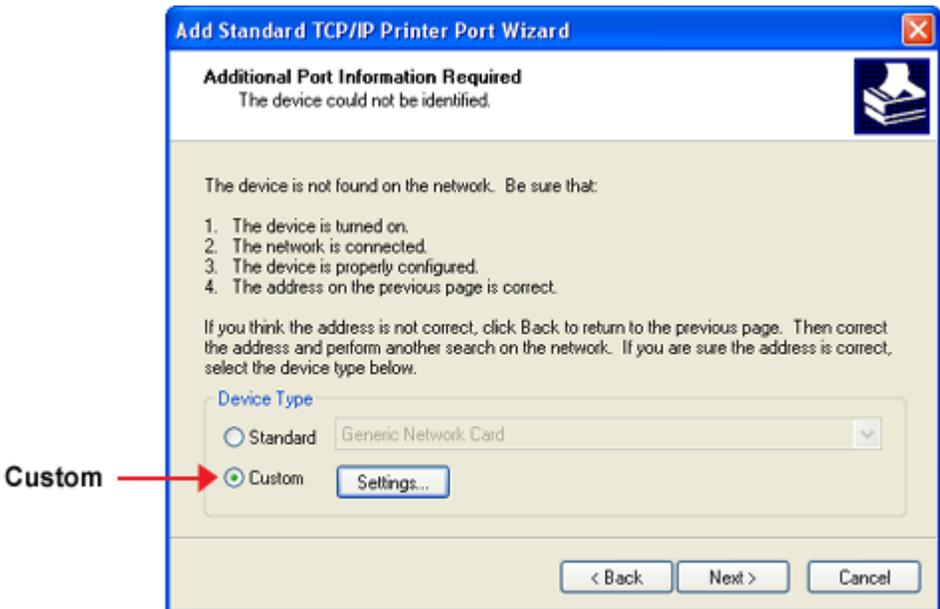 Add Standard TCP/IP Printer Port Wizard
Additional Port Information Required
The device could not be identified.
The device is not found on the network. Be sure that:
1. The device is turned on.
2. The network is connected.
3. The device is properly configured.
4. The address on the previous page is correct.
If you think the address is not correct, click Back to return to the previous page. Then correct
the address and perform another search on the network. If you are sure the address is correct,
select the device type below.
Device Type
Standard Generic Network Card
Custom Custom Settings...
< Back Next > Cancel